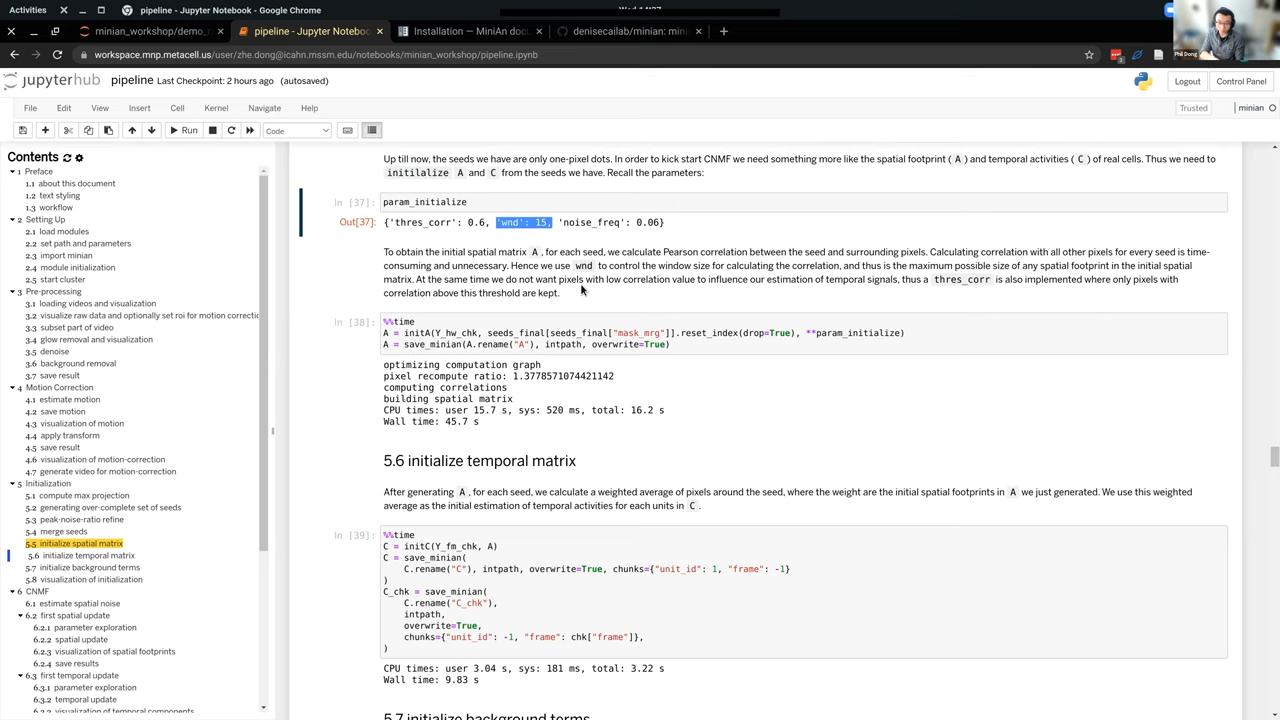 Activities
pipeline - Jupyter Notebook - Google Chrome
minian_workshop/demo_n
pipeline - Jupyter Noteboo
Installation — MiniAn docu
denisecailab/minian: mini
workspace.mnp.metacell.us/user/zhe.dong@icahn.mssm.edu/notebooks/minian_workshop/pipeline.ipynb
Phil Dong
jupyterhub pipeline Last Checkpoint: 2 hours ago (autosaved)
Logout Control Panel
File Edit View Insert Cell Kernel Navigate Help
Trusted minian
Run Code
Contents
1 Preface
1.1 about this document
1.2 text styling
1.3 workflow
2 Setting Up
2.1 load modules
2.2 set path and parameters
2.3 import minian
2.4 module initialization
2.5 start cluster
3 Pre-processing
3.1 loading videos and visualization
3.2 visualize raw data and optionally set roi for motion correctio
3.3 subset part of video
3.4 glow removal and visualization
3.5 denoise
3.6 background removal
3.7 save result
4 Motion Correction
4.1 estimate motion
4.2 save motion
4.3 visualization of motion
4.4 apply transform
4.5 save result
4.6 visualization of motion-correction
4.7 generate video for motion-correction
5 Initialization
5.1 compute max projection
5.2 generating over-complete set of seeds
5.3 peak-noise-ratio refine
5.4 merge seeds
5.5 initialize spatial matrix
5.6 initialize temporal matrix
5.7 initialize background terms
5.8 visualization of initialization
6 CNMF
6.1 estimate spatial noise
6.2 first spatial update
6.2.1 parameter exploration
6.2.2 spatial update
6.2.3 visualization of spatial footprints
6.2.4 save results
6.3 first temporal update
6.3.1 parameter exploration
6.3.2 temporal update
Up till now, the seeds we have are only one-pixel dots. In order to kick start CNMF we need something more like the spatial footprint ( A ) and temporal activities ( C ) of real cells. Thus we need to
initilalize A and C from the seeds we have. Recall the parameters:
In [37]: param_initialize
Out[37]: {'thres_corr': 0.6, 'wnd': 15, 'noise_freq': 0.06}
To obtain the initial spatial matrix A , for each seed, we calculate Pearson correlation between the seed and surrounding pixels. Calculating correlation with all other pixels for every seed is time-
consuming and unnecessary. Hence we use wnd to control the window size for calculating the correlation, and thus is the maximum possible size of any spatial footprint in the initial spatial
matrix. At the same time we do not want pixels with low correlation value to influence our estimation of temporal signals, thus a thres_corr is also implemented where only pixels with
correlation above this threshold are kept.
In [38]: %%time
A = initA(Y_hw_chk, seeds_final[seeds_final["mask_mrg"]].reset_index(drop=True), **param_initialize)
A = save_minian(A.rename("A"), intpath, overwrite=True)
optimizing computation graph
pixel recompute ratio: 1.3778571074421142
computing correlations
building spatial matrix
CPU times: user 15.7 s, sys: 520 ms, total: 16.2 s
Wall time: 45.7 s
5.6 initialize temporal matrix
After generating A , for each seed, we calculate a weighted average of pixels around the seed, where the weight are the initial spatial footprints in A we just generated. We use this weighted
average as the initial estimation of temporal activities for each units in C .
In [39]: %%time
C = initC(Y_fm_chk, A)
C = save_minian(
C.rename("C"), intpath, overwrite=True, chunks={"unit_id": 1, "frame": -1}
)
C_chk = save_minian(
C.rename("C_chk"),
intpath,
overwrite=True,
chunks={"unit_id": -1, "frame": chk["frame"]},
)
CPU times: user 3.04 s, sys: 181 ms, total: 3.22 s
Wall time: 9.83 s
5.7 initialize background terms